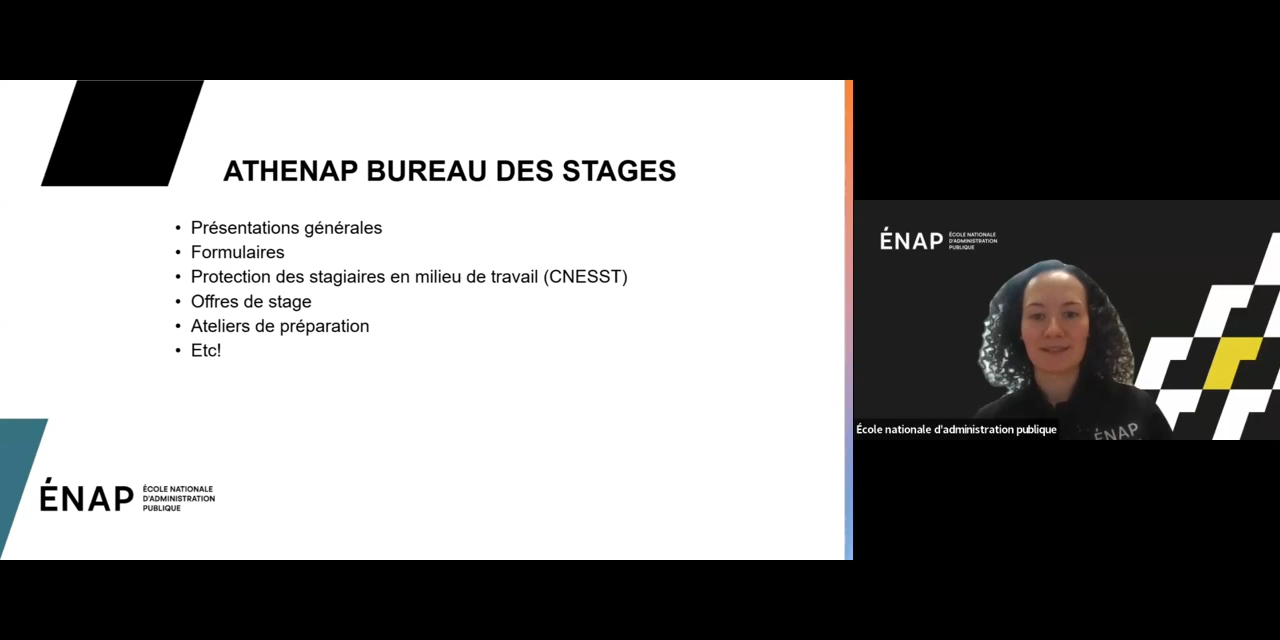 ATHENAP BUREAU DES STAGES
• Présentations générales
• Formulaires
• Protection des stagiaires en milieu de travail (CNESST)
• Offres de stage
• Ateliers de préparation
• Etc!
ÉNAP
ÉCOLE NATIONALE
D'ADMINISTRATION
PUBLIQUE
ÉNAP
ÉCOLE NATIONALE
D'ADMINISTRATION
PUBLIQUE
ÉNAP
École nationale d'administration publique